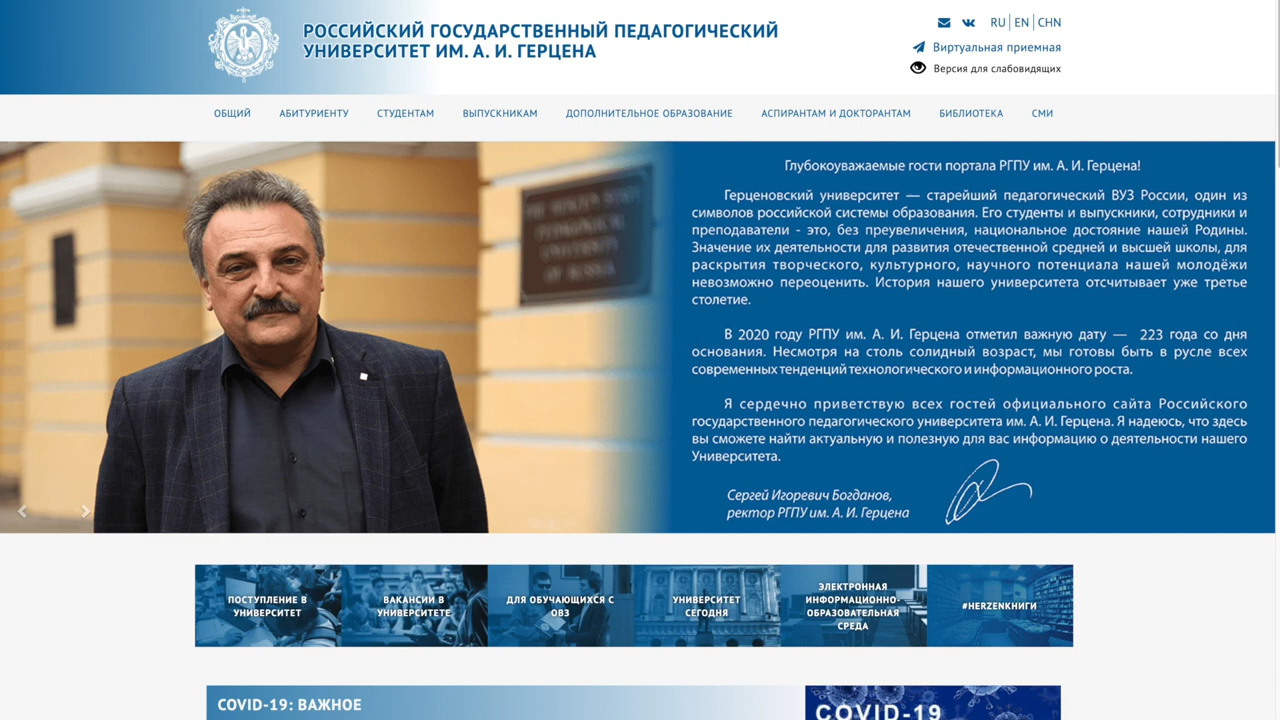 РОССИЙСКИЙ ГОСУДАРСТВЕННЫЙ ПЕДАГОГИЧЕСКИЙ
УНИВЕРСИТЕТ ИМ. А. И. ГЕРЦЕНА
RU EN CHN
Виртуальная приемная
Версия для слабовидящих
ОБЩИЙ АБИТУРИЕНТУ СТУДЕНТАМ ВЫПУСКНИКАМ ДОПОЛНИТЕЛЬНОЕ ОБРАЗОВАНИЕ АСПИРАНТАМ И ДОКТОРАНТАМ БИБЛИОТЕКА СМИ
THE HERZEN STATE
PEDAGOGICAL
UNIVERSITY
OF RUSSIA
Глубокоуважаемые гости портала РГПУ им. А. И. Герцена!
Герценовский университет — старейший педагогический ВУЗ России, один из
символов российской системы образования. Его студенты и выпускники, сотрудники и
преподаватели - это, без преувеличения, национальное достояние нашей Родины.
Значение их деятельности для развития отечественной средней и высшей школы, для
раскрытия творческого, культурного, научного потенциала нашей молодёжи
невозможно переоценить. История нашего университета отсчитывает уже третье
столетие.
В 2020 году РГПУ им. А. И. Герцена отметил важную дату — 223 года со дня
основания. Несмотря на столь солидный возраст, мы готовы быть в русле всех
современных тенденций технологического и информационного роста.
Я сердечно приветствую всех гостей официального сайта Российского
государственного педагогического университета им. А. И. Герцена. Я надеюсь, что здесь
вы сможете найти актуальную и полезную для вас информацию о деятельности нашего
Университета.
Сергей Игоревич Богданов,
ректор РГПУ им. А. И. Герцена
ПОСТУПЛЕНИЕ В
УНИВЕРСИТЕТ
ВАКАНСИИ В
УНИВЕРСИТЕТЕ
ДЛЯ ОБУЧАЮЩИХСЯ С
ОВЗ
УНИВЕРСИТЕТ
СЕГОДНЯ
ЭЛЕКТРОННАЯ
ИНФОРМАЦИОННО-
ОБРАЗОВАТЕЛЬНАЯ
СРЕДА
#HERZENКНИГИ
COVID-19: ВАЖНОЕ
COVID-19